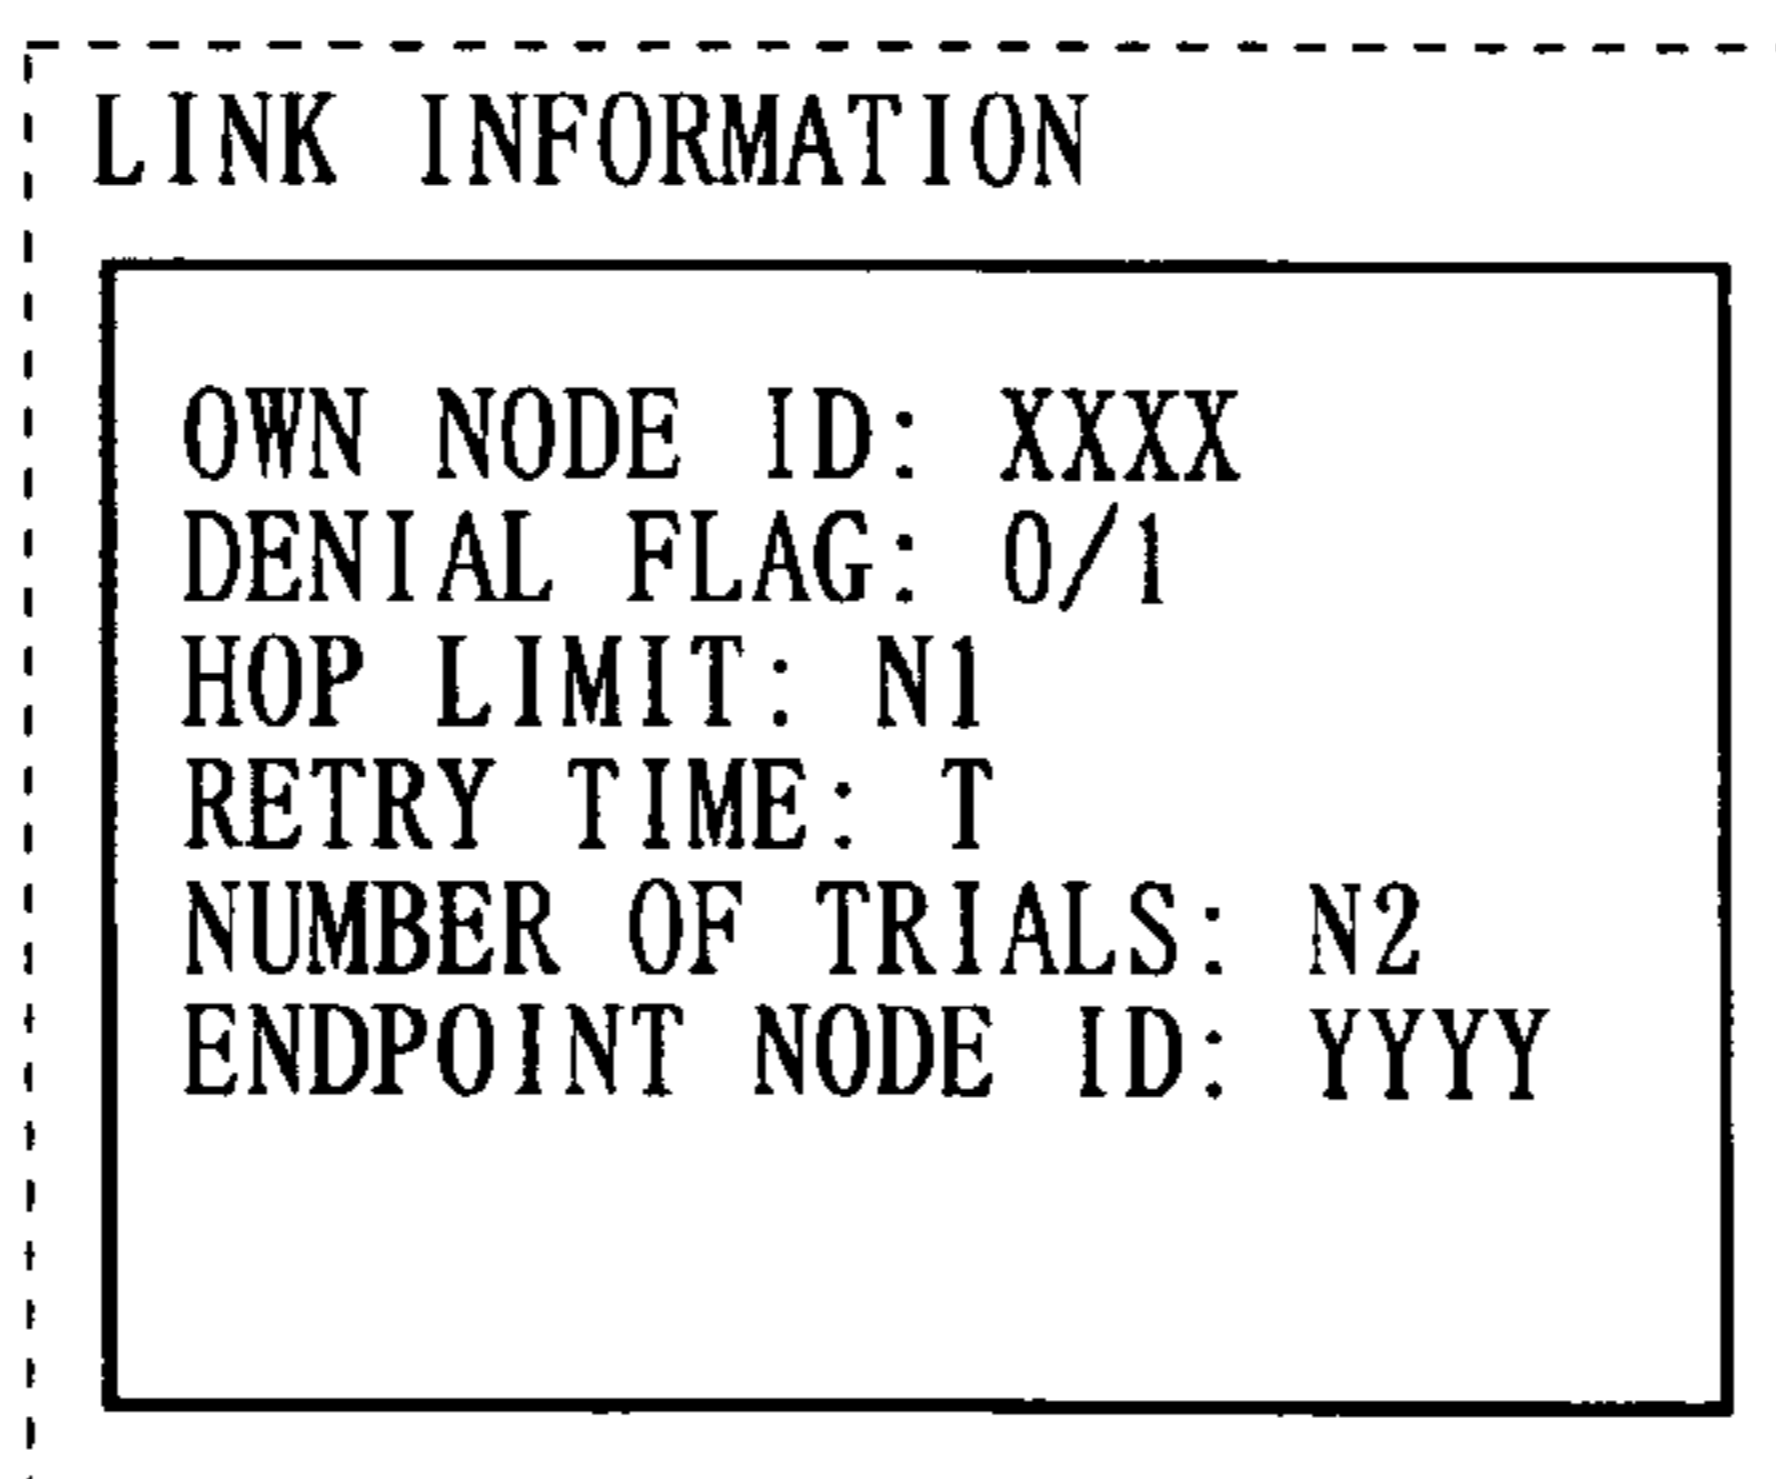 LINK INFORMATION
OWN NODE ID: XXXX
DENIAL FLAG: 0/1
HOP LIMIT: N1
RETRY TIME: T
NUMBER OF TRIALS: N2
ENDPOINT NODE ID: YYYY